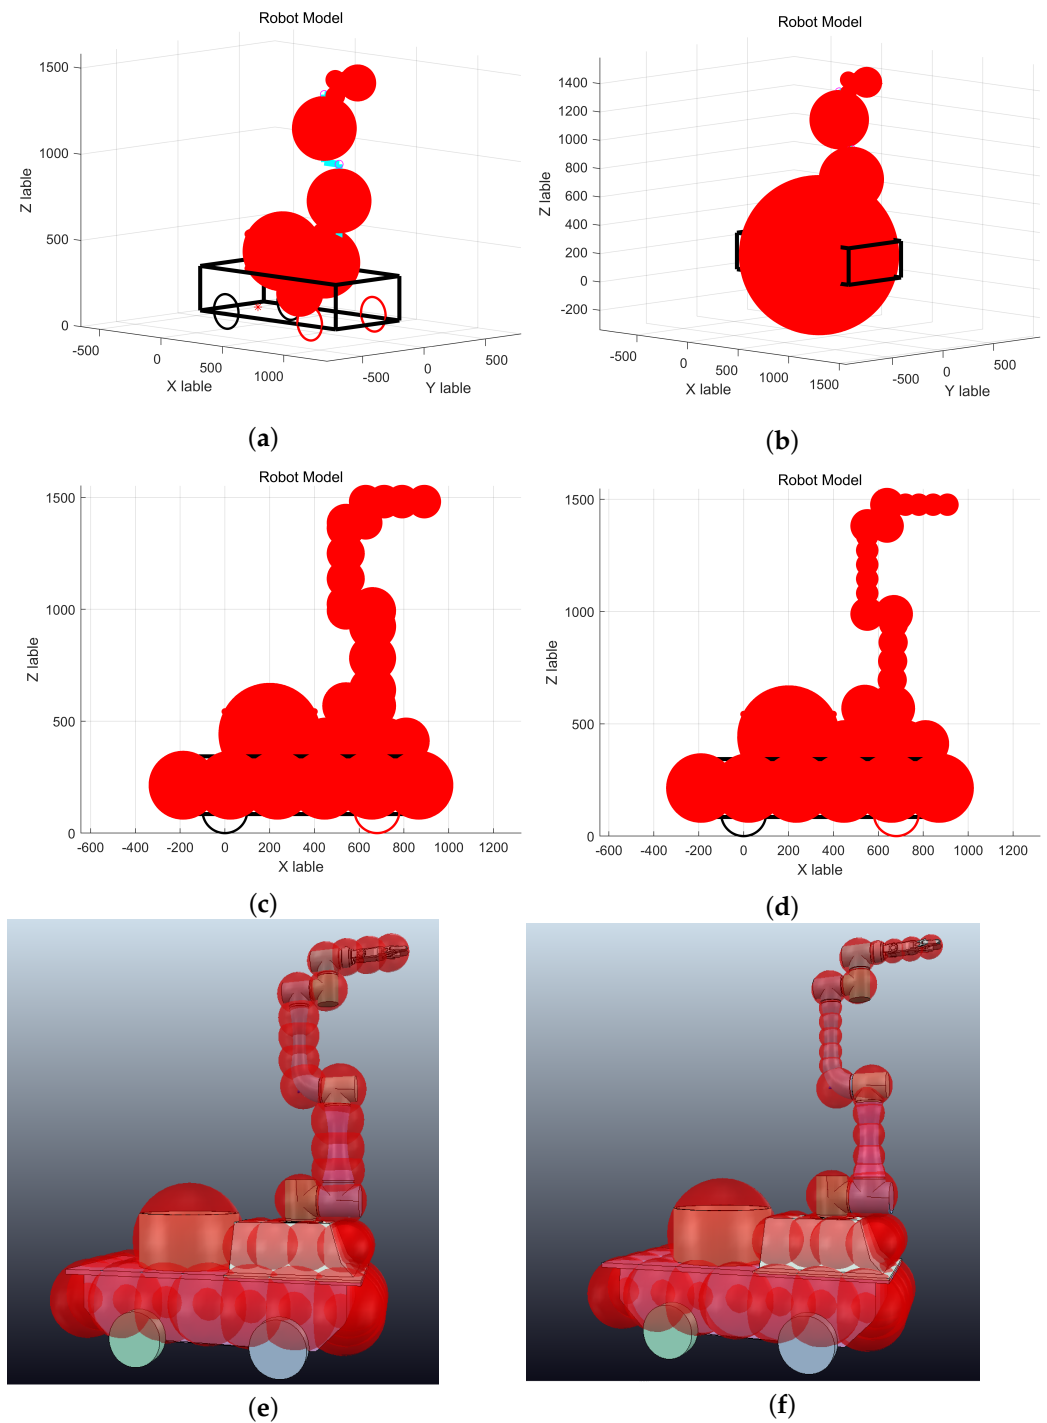 Robot Model
1500
1000
500
0
Z lable
-500
0
500
1000
X lable
-500
0
500
Y lable
(a)
Robot Model
1400
1200
1000
800
600
400
200
0
-200
Z lable
-500
0
500
1000
1500
X lable
-500
0
500
Y lable
(b)
Robot Model
1500
1000
500
0
Z lable
-600 -400 -200 0 200 400 600 800 1000 1200
X lable
(c)
Robot Model
1500
1000
500
0
Z lable
-600 -400 -200 0 200 400 600 800 1000 1200
X lable
(d)
(e)
(f)